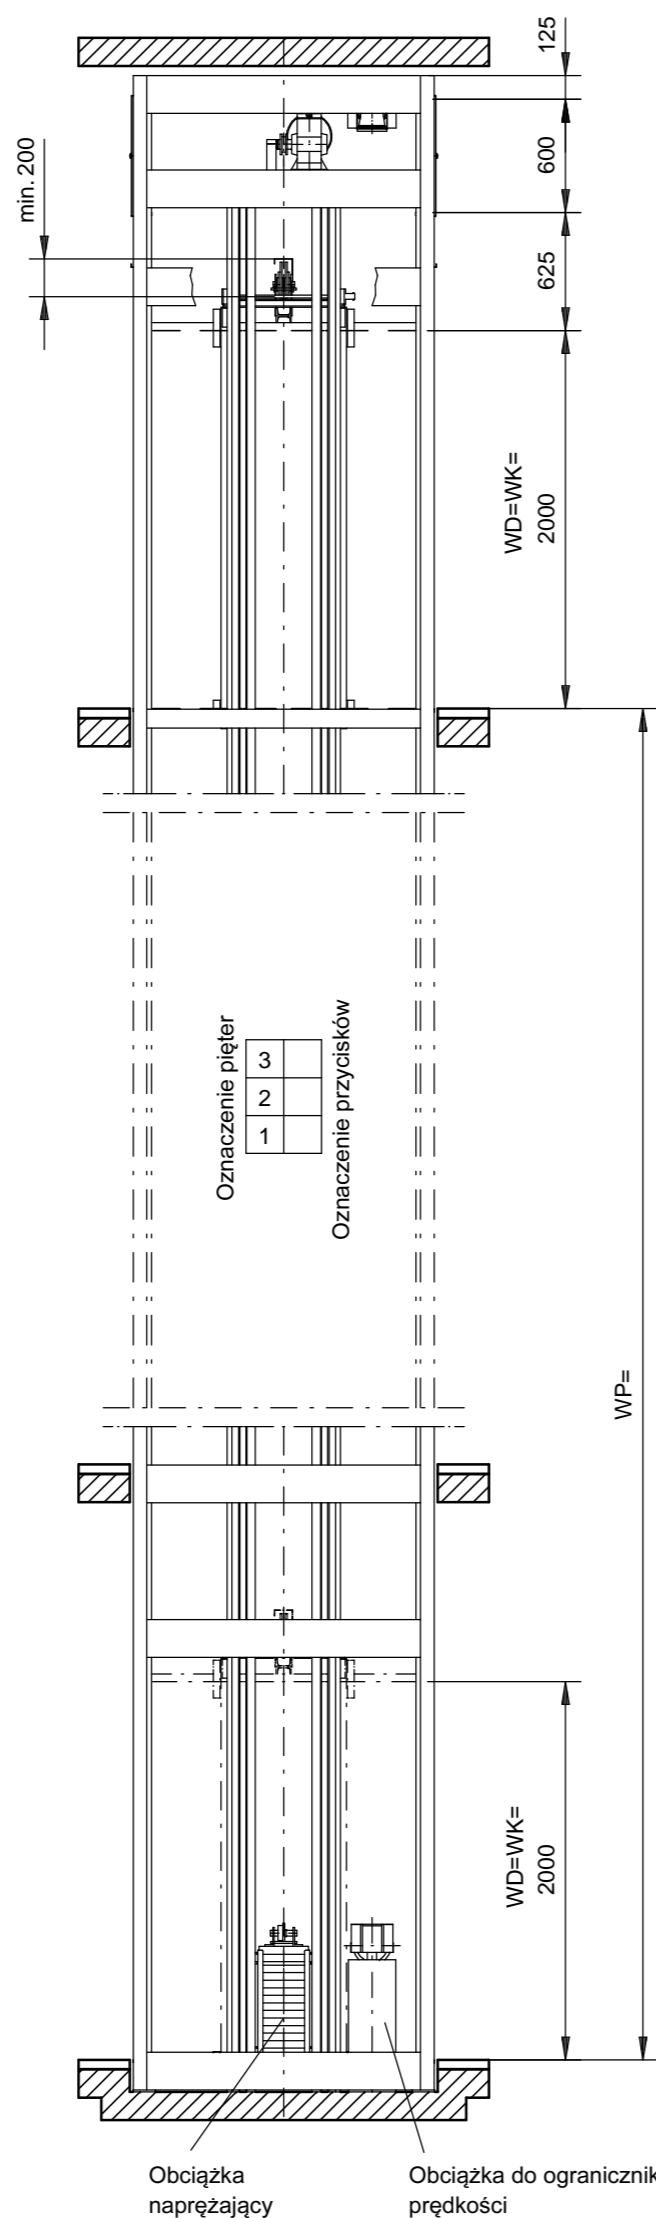 125
600
min. 200
625
WD=WK=
2000
Oznaczenie pięter
3
2
1
Oznaczenie przycisków
WP=
WD=WK=
2000
Obciążka
naprężający
Obciążka do ogranicznik
prędkości